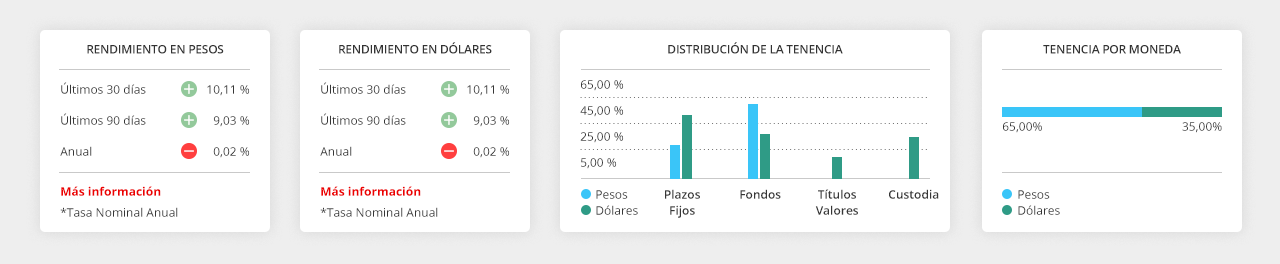 RENDIMIENTO EN PESOS
Últimos 30 días 10,11 %
Últimos 90 días 9,03 %
Anual 0,02 %
Más información
*Tasa Nominal Anual
RENDIMIENTO EN DÓLARES
Últimos 30 días 10,11 %
Últimos 90 días 9,03 %
Anual 0,02 %
Más información
*Tasa Nominal Anual
DISTRIBUCIÓN DE LA TENENCIA
65,00 %
45,00 %
25,00 %
5,00 %
Pesos
Dólares
Plazos
Fijos
Fondos
Títulos
Valores
Custodia
TENENCIA POR MONEDA
65,00% 35,00%
Pesos
Dólares